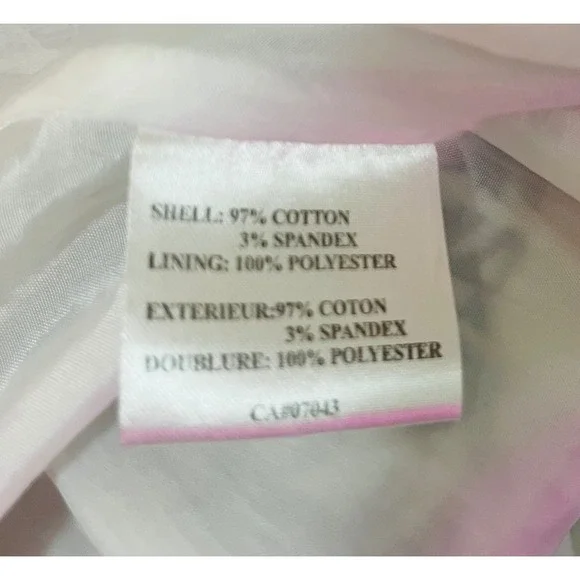 SHELL: 97% COTTON
3% SPANDEX
LINING: 100% POLYESTER
EXTERIEUR:97% COTON
3% SPANDEX
DOUBLURE: 100% POLYESTER
CA#07043